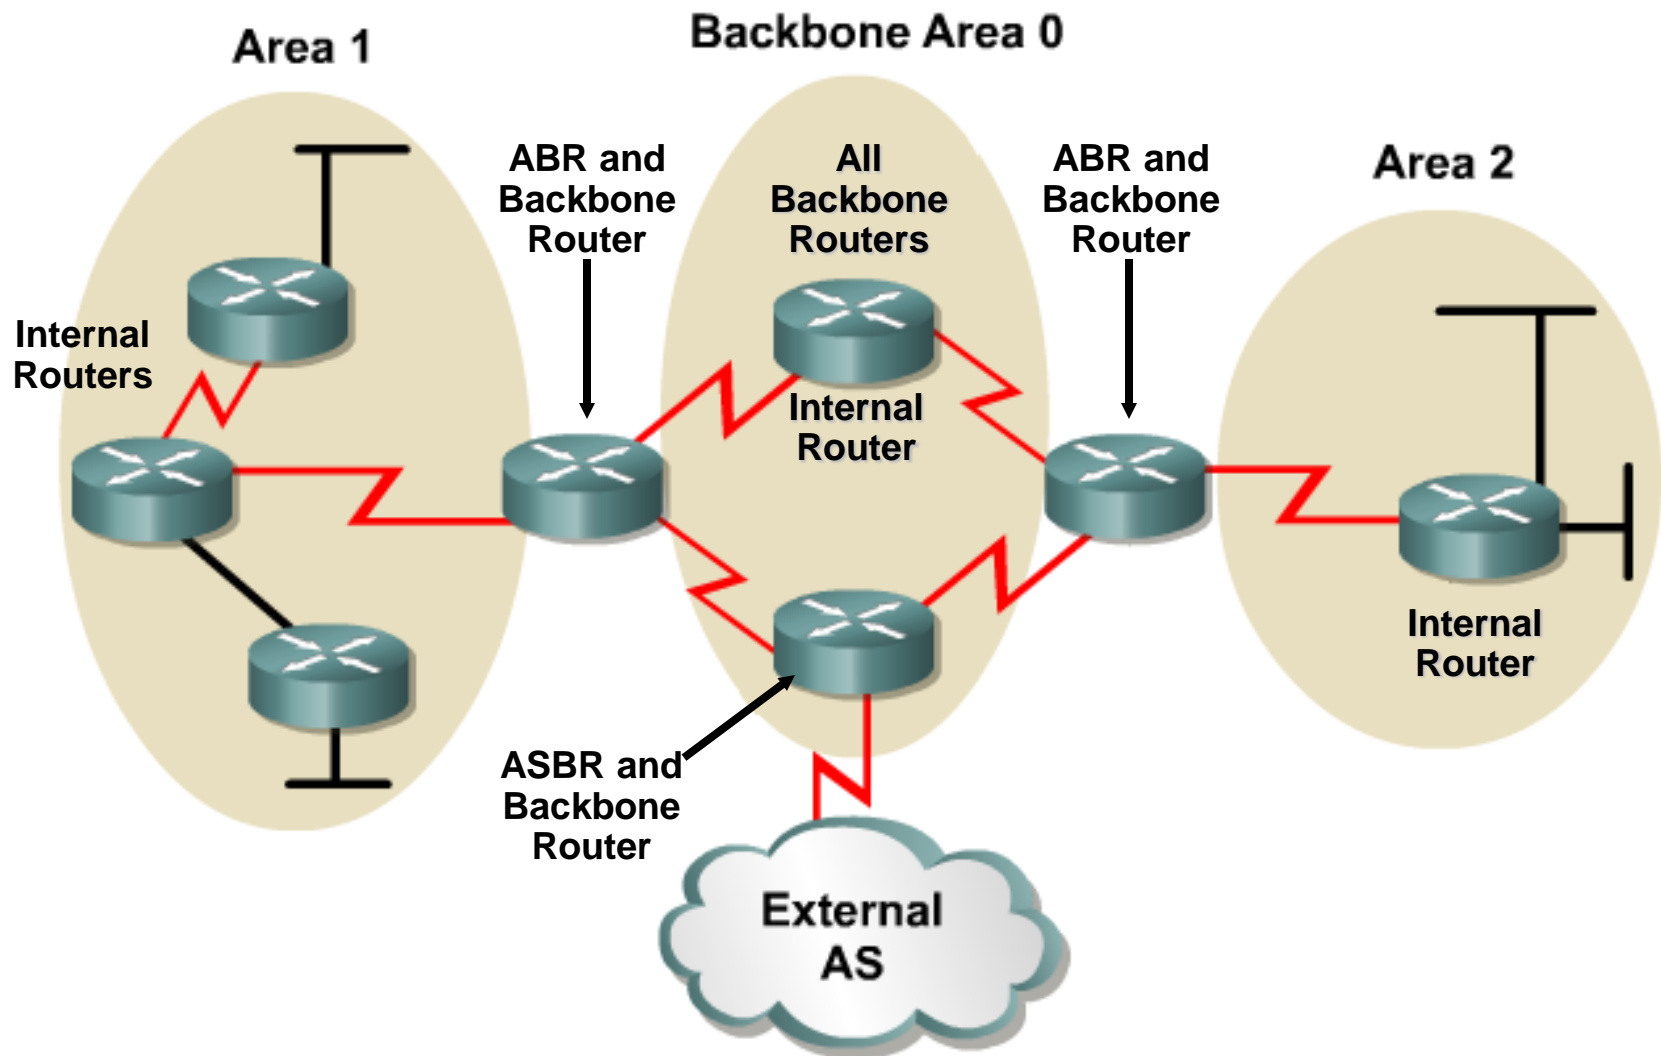 Area 1
Backbone Area 0
ABR and
Backbone
Router
All
Backbone
Routers
ABR and
Backbone
Router
Area 2
Internal
Routers
Internal
Router
Internal
Router
ASBR and
Backbone
Router
External
AS